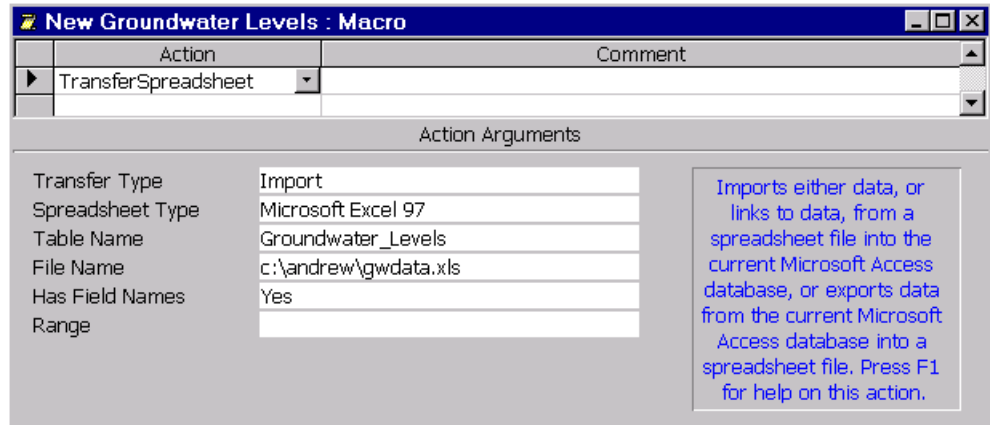 New Groundwater Levels : Macro
Action Comment
TransferSpreadsheet
Action Arguments
Transfer Type Import
Spreadsheet Type Microsoft Excel 97
Table Name Groundwater_Levels
File Name c:\andrew\gwdata.xls
Has Field Names Yes
Range
Imports either data, or
links to data, from a
spreadsheet file into the
current Microsoft Access
database, or exports data
from the current Microsoft
Access database into a
spreadsheet file. Press F1
for help on this action.